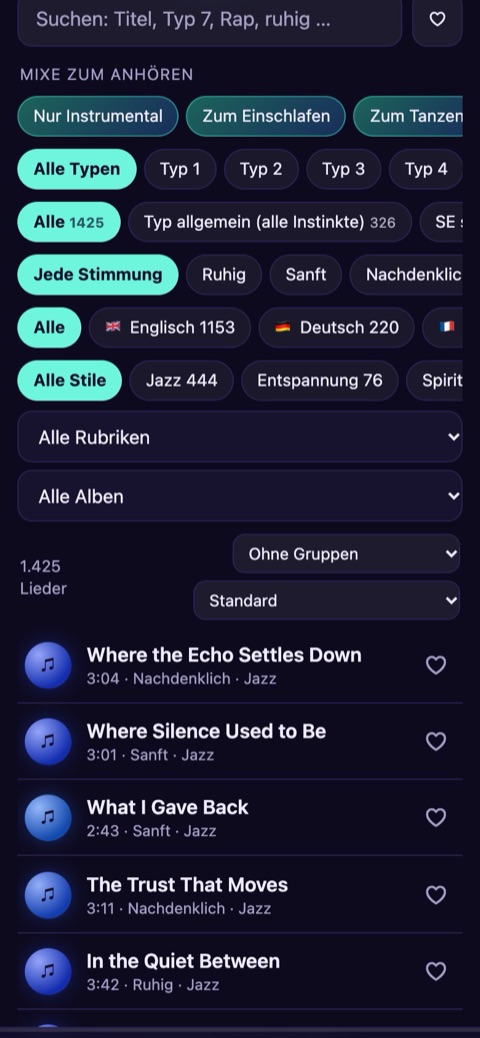 Suchen: Titel, Typ 7, Rap, ruhig ...
MIXE ZUM ANHÖREN
Nur Instrumental Zum Einschlafen Zum Tanzen
Alle Typen Typ 1 Typ 2 Typ 3 Typ 4
Alle 1425 Typ allgemein (alle Instinkte) 326 SE
Jede Stimmung Ruhig Sanft Nachdenklic
Alle Englisch 1153 Deutsch 220
Alle Stile Jazz 444 Entspannung 76 Spirit
Alle Rubriken
Alle Alben
1.425
Lieder
Ohne Gruppen
Standard
Where the Echo Settles Down
3:04 · Nachdenklich · Jazz
Where Silence Used to Be
3:01 · Sanft · Jazz
What I Gave Back
2:43 · Sanft · Jazz
The Trust That Moves
3:11 · Nachdenklich · Jazz
In the Quiet Between
3:42 · Ruhig · Jazz